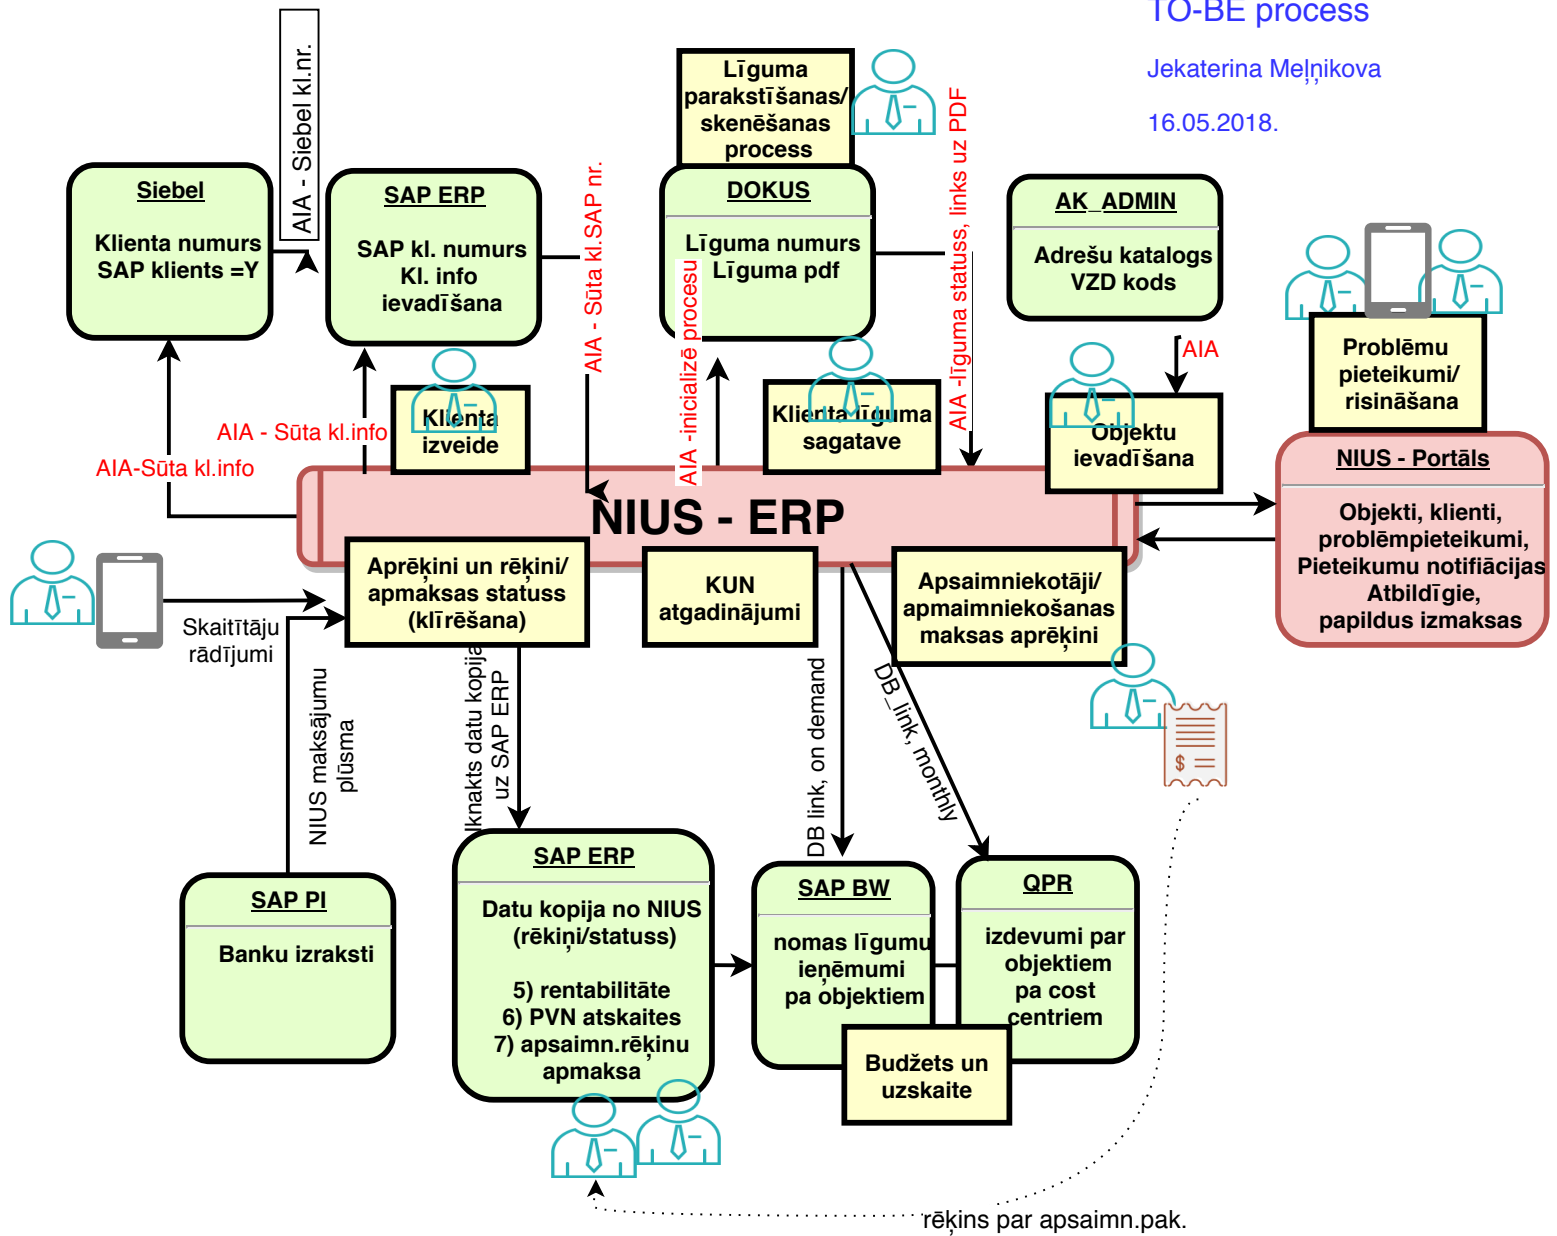 TO-BE process
Jekaterina Meļņikova
16.05.2018.
AIA - Siebel kl.nr.
Līguma
parakstīšanas/
skenēšanas
process
Siebel
Klienta numurs
SAP klients =Y
SAP ERP
SAP kl. numurs
Kl. info
ievadīšana
AIA - Sūta kl.SAP nr.
DOKUS
Līguma numurs
Līguma pdf
AIA -līguma statuss, links uz PDF
AK_ADMIN
Adrešu katalogs
VZD kods
AIA
Problēmu
pieteikumi/
risināšana
AIA - Sūta kl.info
AIA-Sūta kl.info
Klienta
izveide
AIA -inicializē procesu
Klienta līguma
sagatave
Objektu
ievadīšana
NIUS - ERP
NIUS - Portāls
Objekti, klienti,
problēmpieteikumi,
Pieteikumu notifiācijas
Atbildīgie,
papildus izmaksas
Aprēķini un rēķini/
apmaksas statuss
(klīrēšana)
KUN
atgadinājumi
Apsaimniekotāji/
apmaimniekošanas
maksas aprēķini
Skaitītāju
rādījumi
NIUS maksājumu
plūsma
Iknakts datu kopija
uz SAP ERP
DB link, on demand
DB_link, monthly
SAP PI
Banku izraksti
SAP ERP
Datu kopija no NIUS
(rēķiņi/statuss)
5) rentabilitāte
6) PVN atskaites
7) apsaimn.rēķinu
apmaksa
SAP BW
nomas līgumu
ieņēmumi
pa objektiem
QPR
izdevumi par
objektiem
pa cost
centriem
Budžets un
uzskaite
$
rēķins par apsaimn.pak.